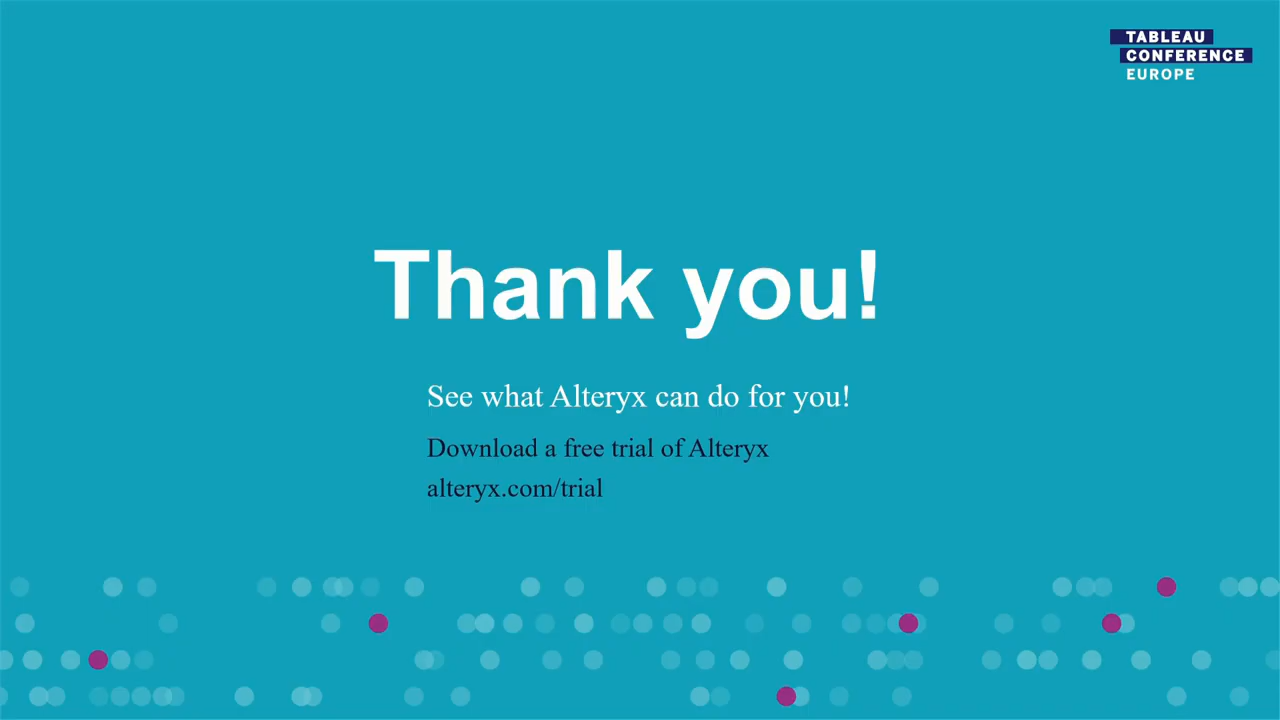 TABLEAU
CONFERENCE
EUROPE
Thank you!
See what Alteryx can do for you!
Download a free trial of Alteryx
alteryx.com/trial